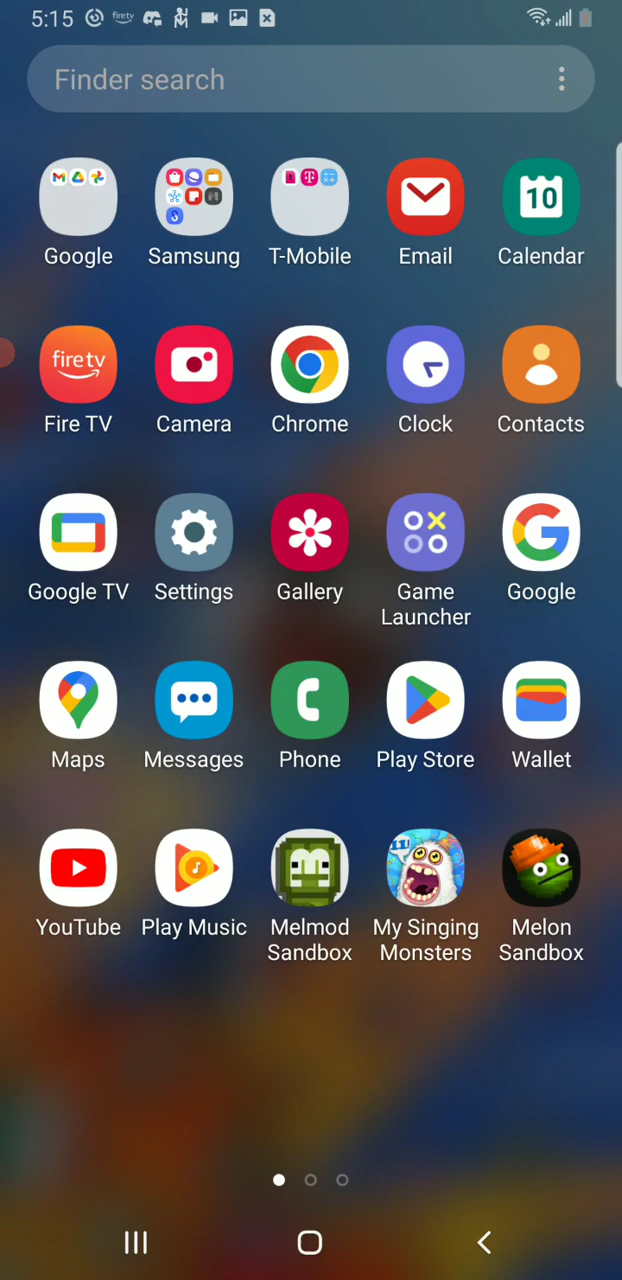 5:15 firetv
Finder search
Google Samsung T-Mobile Email Calendar
10
fire tv
Fire TV Camera Chrome Clock Contacts
Google TV Settings Gallery Game Launcher Google
Maps Messages Phone Play Store Wallet
11
YouTube Play Music Melmod Sandbox My Singing Monsters Melon Sandbox